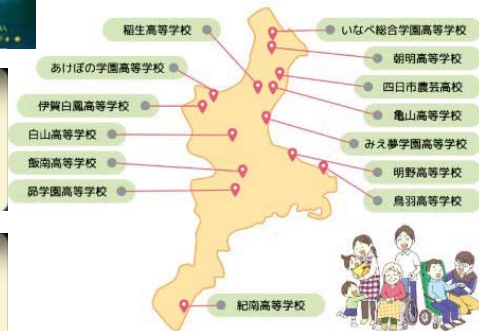 稲生高等学校
あけぼの学園高等学校
伊賀白鳳高等学校
白山高等学校
飯南高等学校
昴学園高等学校
いなべ総合学園高等学校
朝明高等学校
四日市農芸高校
亀山高等学校
みえ夢学園高等学校
明野高等学校
鳥羽高等学校
紀南高等学校